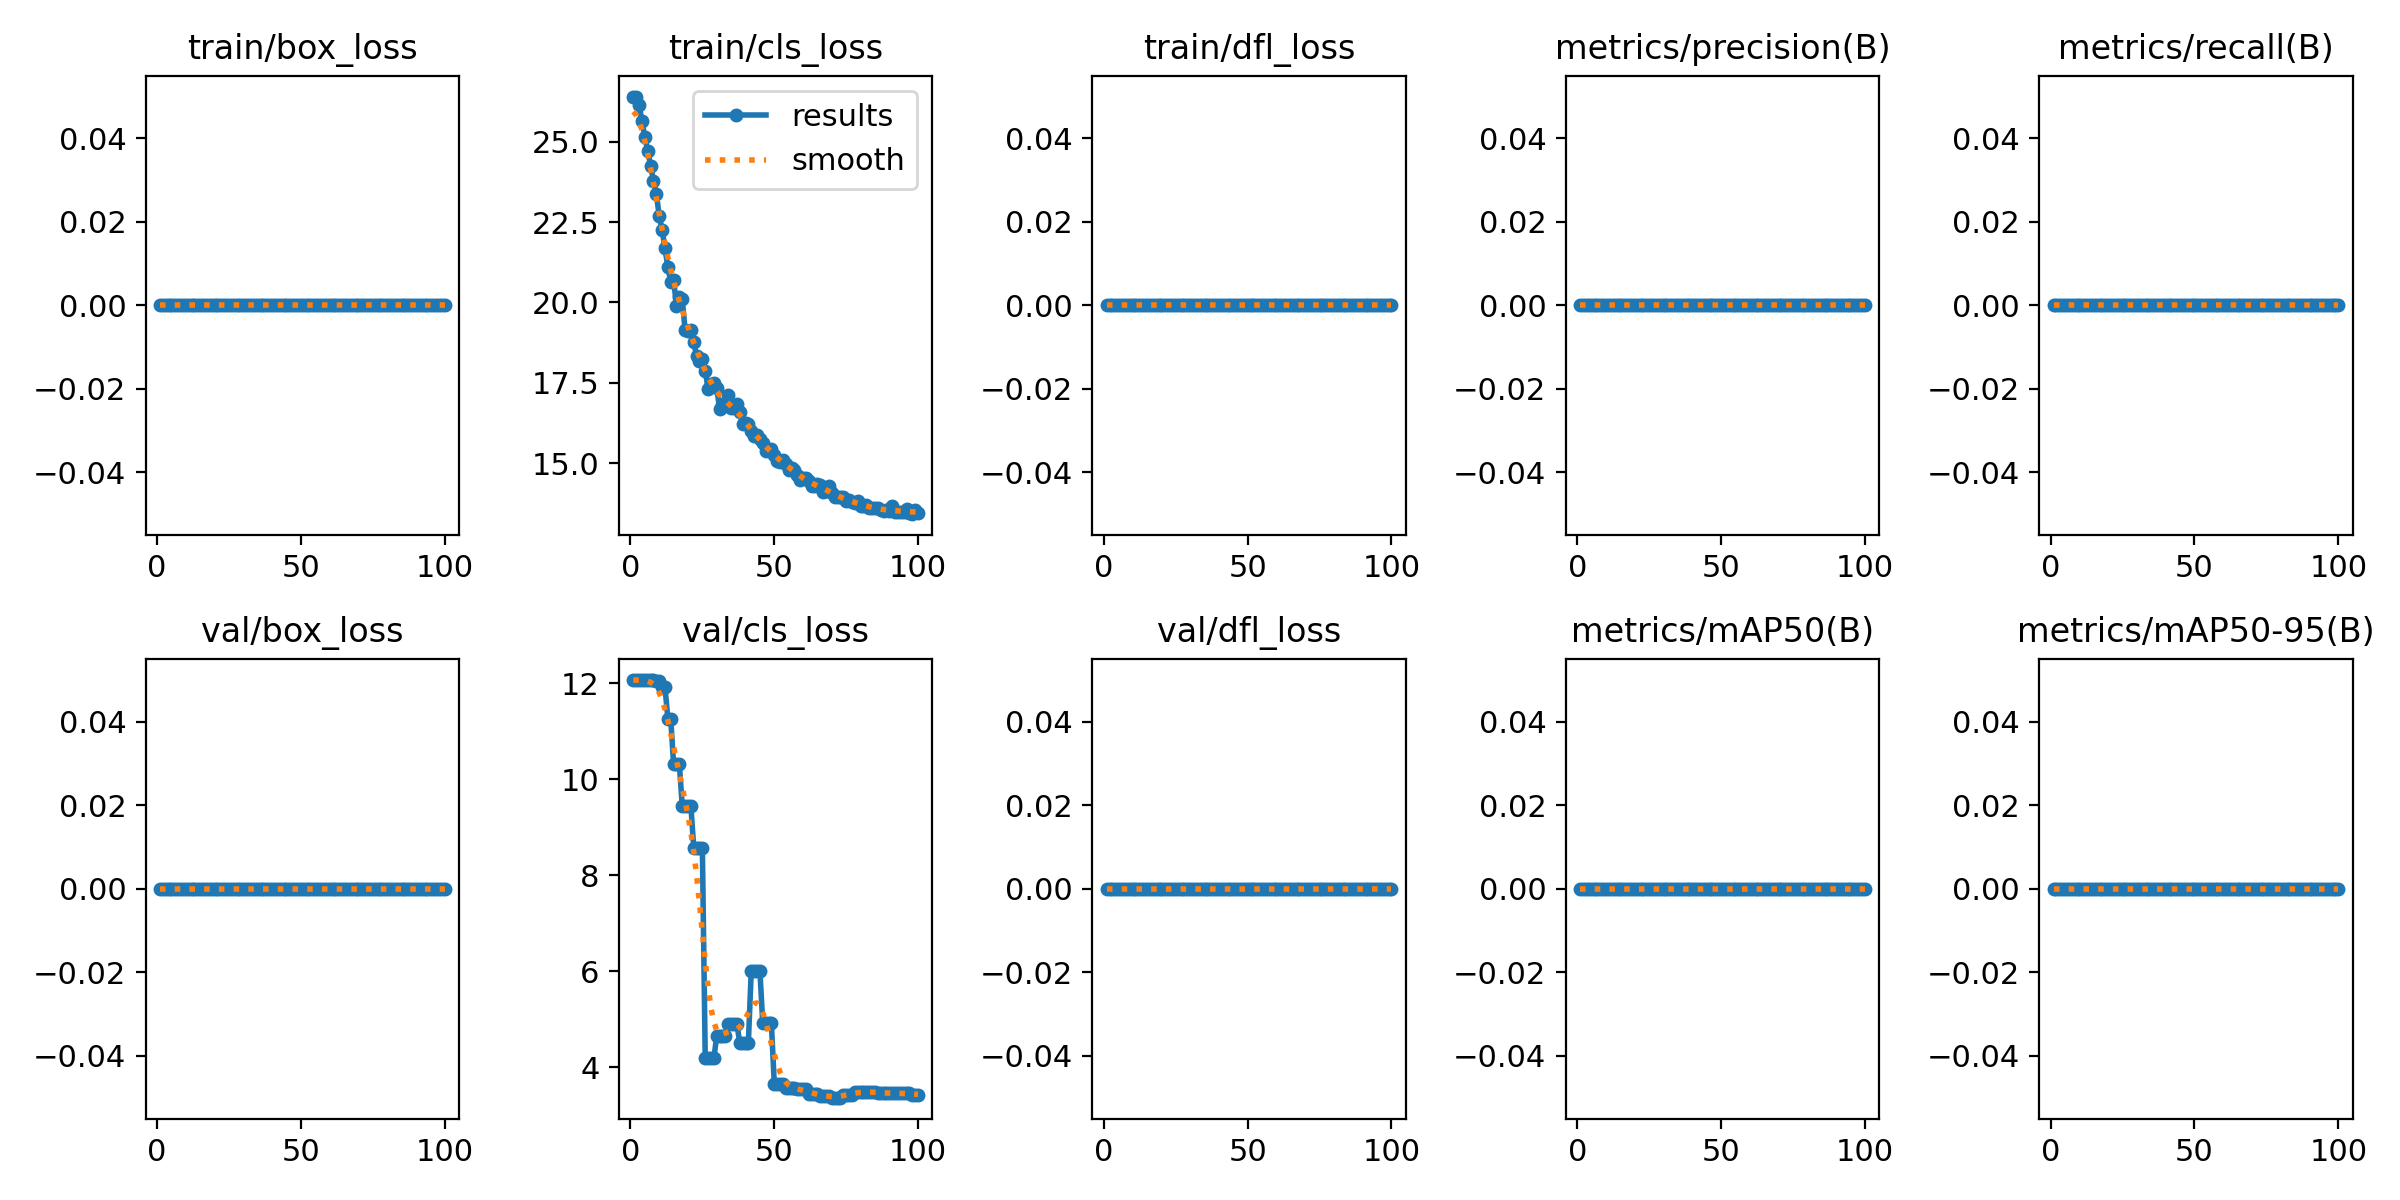 train/box_loss
0.04
0.02
0.00
−0.02
−0.04
0 50 100
train/cls_loss
results
smooth
25.0
22.5
20.0
17.5
15.0
0 50 100
train/dfl_loss
0.04
0.02
0.00
−0.02
−0.04
0 50 100
metrics/precision(B)
0.04
0.02
0.00
−0.02
−0.04
0 50 100
metrics/recall(B)
0.04
0.02
0.00
−0.02
−0.04
0 50 100
val/box_loss
0.04
0.02
0.00
−0.02
−0.04
0 50 100
val/cls_loss
12
10
8
6
4
0 50 100
val/dfl_loss
0.04
0.02
0.00
−0.02
−0.04
0 50 100
metrics/mAP50(B)
0.04
0.02
0.00
−0.02
−0.04
0 50 100
metrics/mAP50-95(B)
0.04
0.02
0.00
−0.02
−0.04
0 50 100